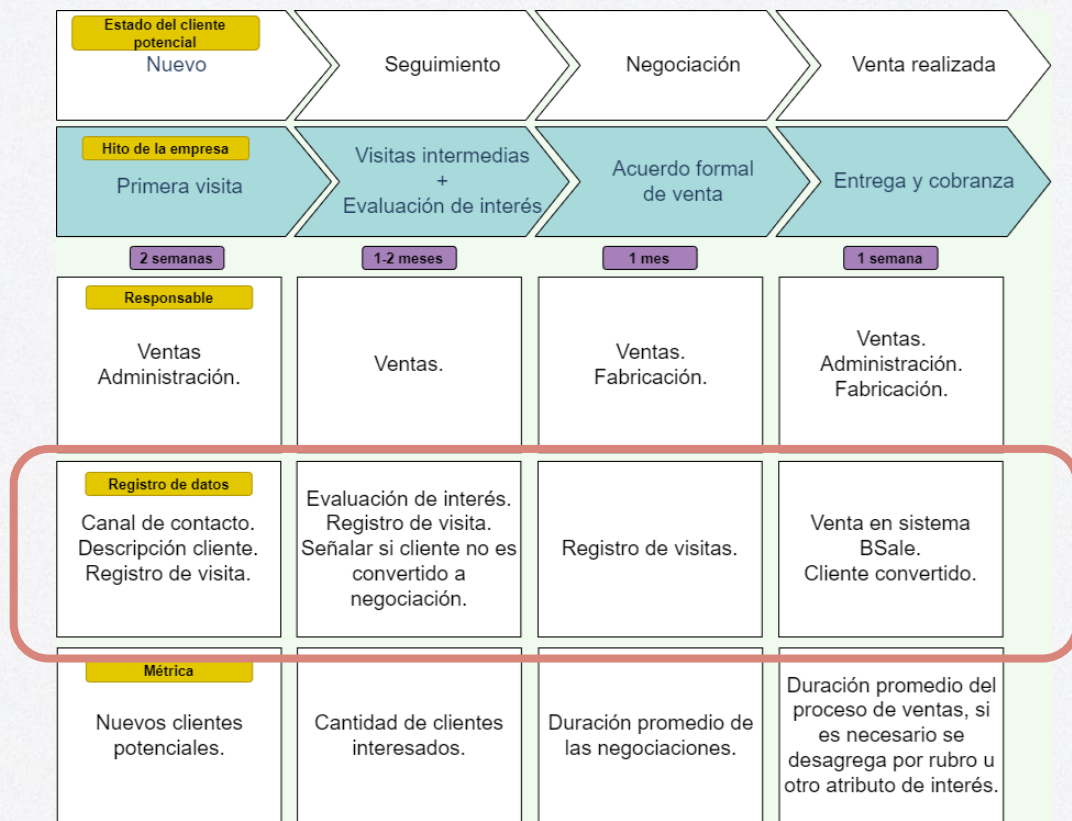 Estado del cliente
potencial
Nuevo
Seguimiento
Negociación
Venta realizada
Hito de la empresa
Primera visita
Visitas intermedias
+
Evaluación de interés
Acuerdo formal
de venta
Entrega y cobranza
2 semanas
1-2 meses
1 mes
1 semana
Responsable
Ventas
Administración.
Ventas.
Ventas.
Fabricación.
Ventas.
Administración.
Fabricación.
Registro de datos
Canal de contacto.
Descripción cliente.
Registro de visita.
Evaluación de interés.
Registro de visita.
Señalar si cliente no es
convertido a
negociación.
Registro de visitas.
Venta en sistema
BSale.
Cliente convertido.
Métrica
Nuevos clientes
potenciales.
Cantidad de clientes
interesados.
Duración promedio de
las negociaciones.
Duración promedio del
proceso de ventas, si
es necesario se
desagrega por rubro u
otro atributo de interés.